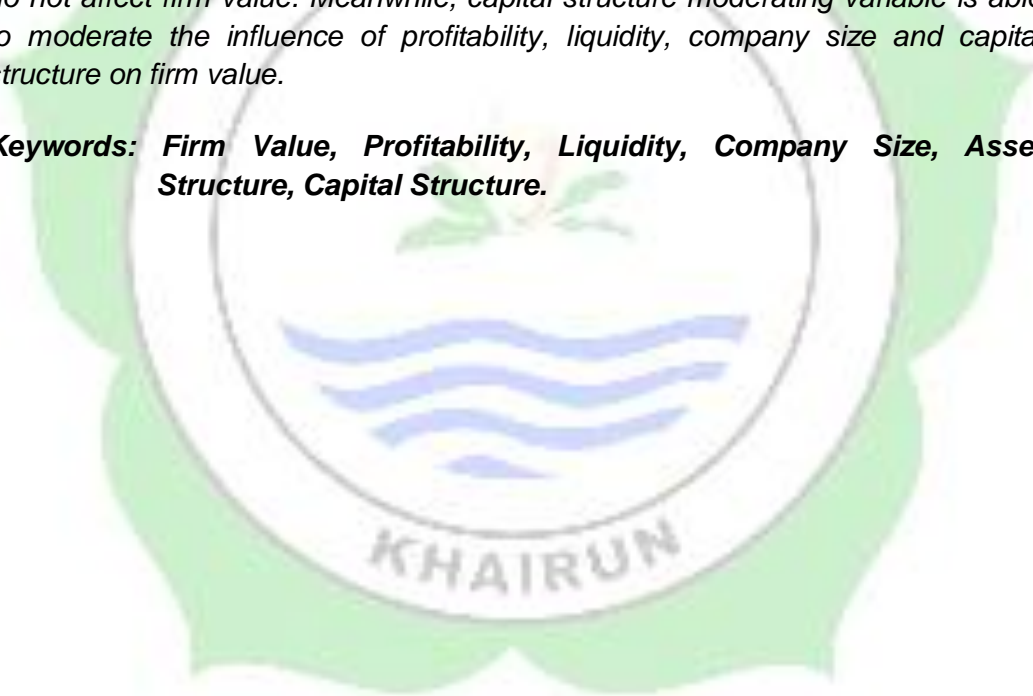 do not affect firm value. Meanwhile, capital structure moderating variable is able
to moderate the influence of profitability, liquidity, company size and capital
structure on firm value.
Keywords: Firm Value, Profitability, Liquidity, Company Size, Asset
Structure, Capital Structure.
KHAIRUN